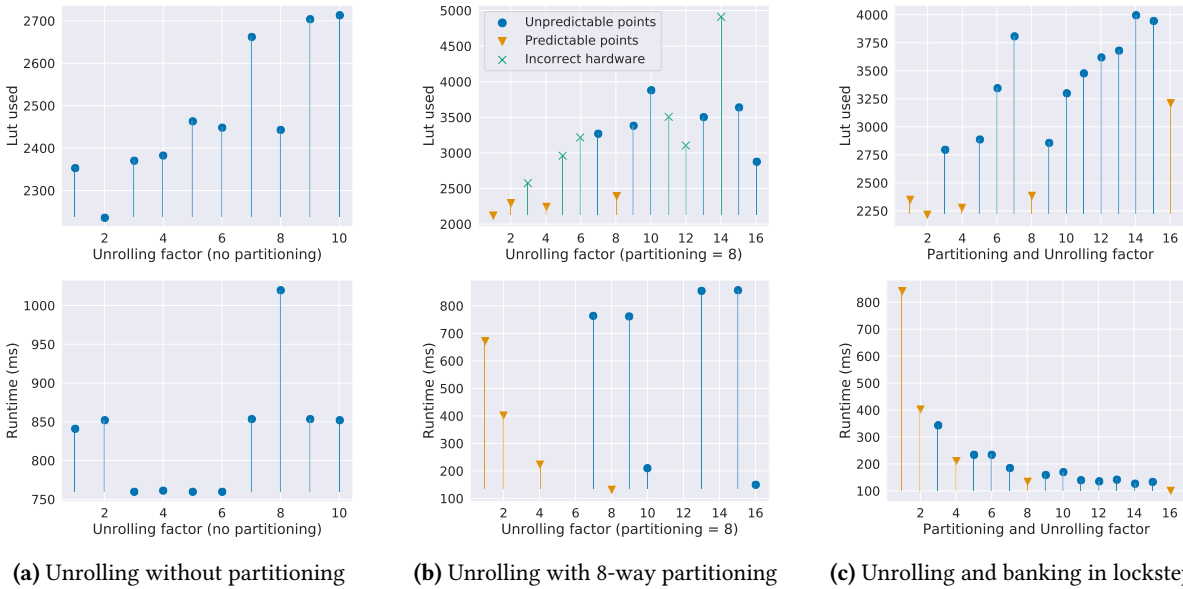 2700
2600
2500
2400
2300
Lut used
2 4 6 8 10
Unrolling factor (no partitioning)
Unpredictable points
Predictable points
Incorrect hardware
5000
4500
4000
3500
3000
2500
2000
Lut used
2 4 6 8 10 12 14 16
Unrolling factor (partitioning = 8)
4000
3750
3500
3250
3000
2750
2500
2250
Lut used
2 4 6 8 10 12 14 16
Partitioning and Unrolling factor
1000
950
900
850
800
750
Runtime (ms)
2 4 6 8 10
Unrolling factor (no partitioning)
800
700
600
500
400
300
200
100
Runtime (ms)
2 4 6 8 10 12 14 16
Unrolling factor (partitioning = 8)
800
700
600
500
400
300
200
100
Runtime (ms)
2 4 6 8 10 12 14 16
Partitioning and Unrolling factor
(a) Unrolling without partitioning
(b) Unrolling with 8-way partitioning
(c) Unrolling and banking in lockstep